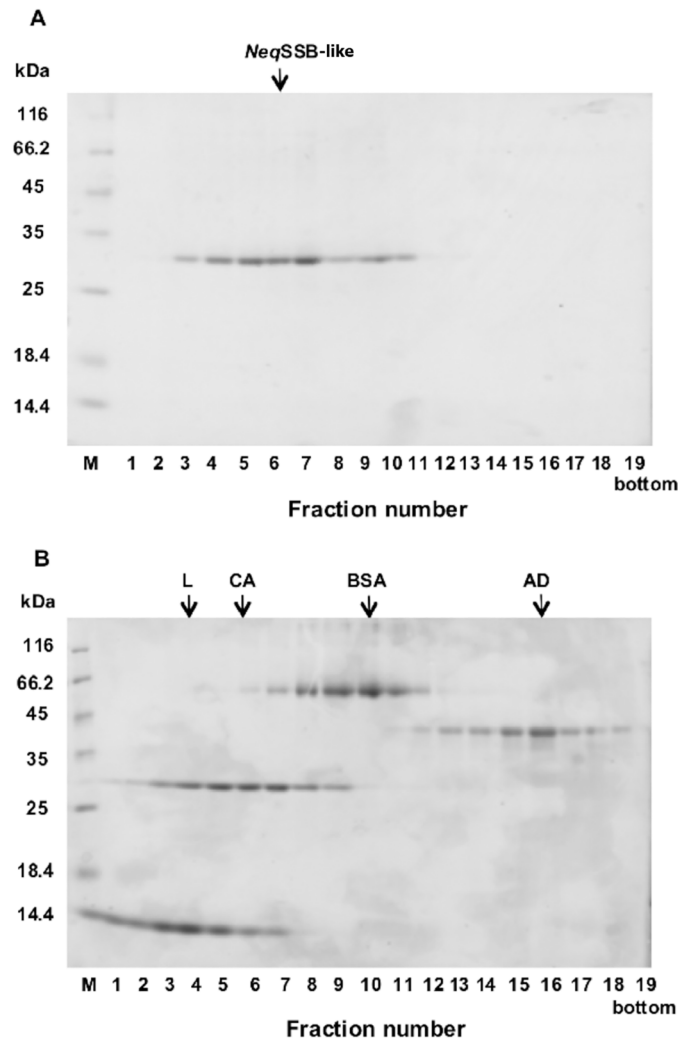 A
NeqSSB-like
kDa
116
66.2
45
35
25
18.4
14.4
M 1 2 3 4 5 6 7 8 9 10 11 12 13 14 15 16 17 18 19
bottom
Fraction number
B
L CA BSA AD
kDa
116
66.2
45
35
25
18.4
14.4
M 1 2 3 4 5 6 7 8 9 10 11 12 13 14 15 16 17 18 19
bottom
Fraction number